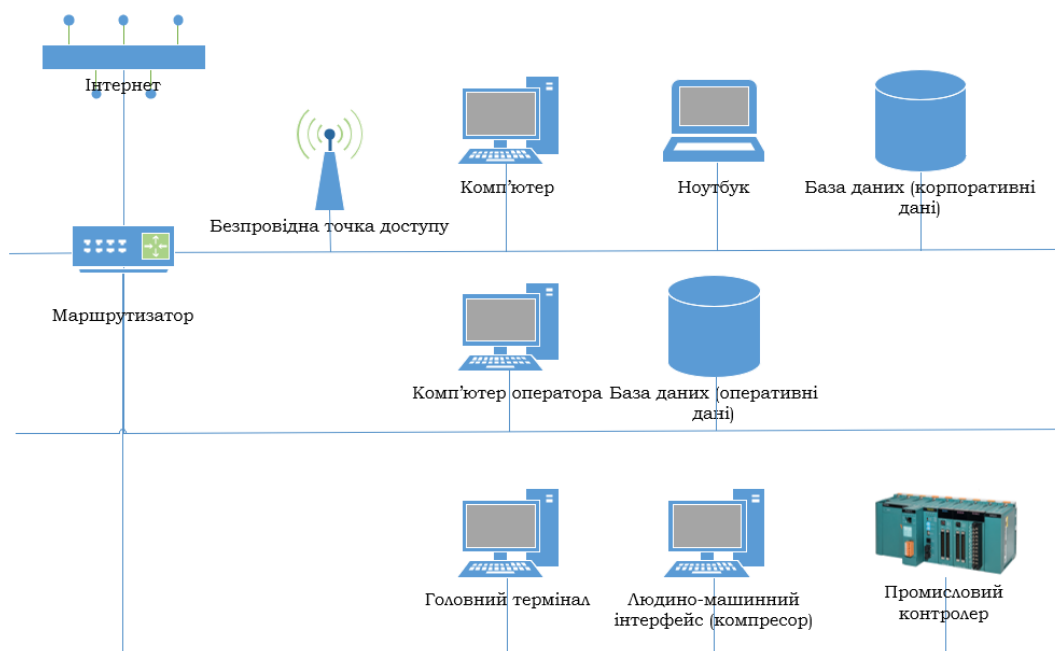 Інтернет
Безпровідна точка доступу
Комп'ютер
Ноутбук
База даних (корпоративні
дані)
Маршрутизатор
Комп'ютер оператора
База даних (оперативні
дані)
Головний термінал
Людино-машинний
інтерфейс (компресор)
Промисловий
контролер